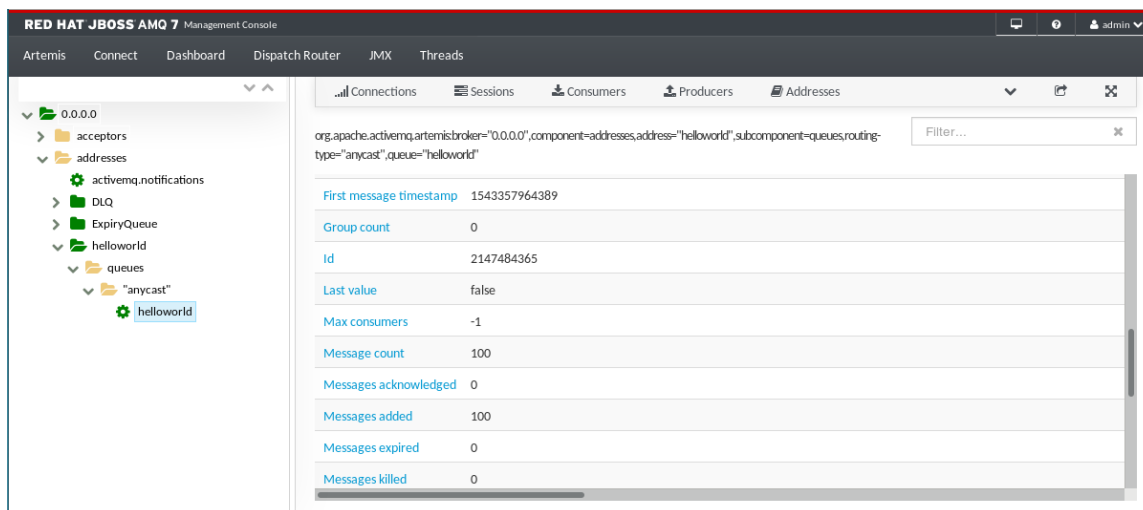 RED HAT JBOSS AMQ 7 Management Console
admin
Artemis Connect Dashboard Dispatch Router JMX Threads
Connections Sessions Consumers Producers Addresses
0.0.0.0
acceptors
addresses
activemq.notifications
DLQ
ExpiryQueue
helloworld
queues
"anycast"
helloworld
org.apache.activemq.artemis:broker="0.0.0.0",component=addresses,address="helloworld",subcomponent=queues,routing-
type="anycast",queue="helloworld"
Filter...
First message timestamp 1543357964389
Group count 0
Id 2147484365
Last value false
Max consumers -1
Message count 100
Messages acknowledged 0
Messages added 100
Messages expired 0
Messages killed 0